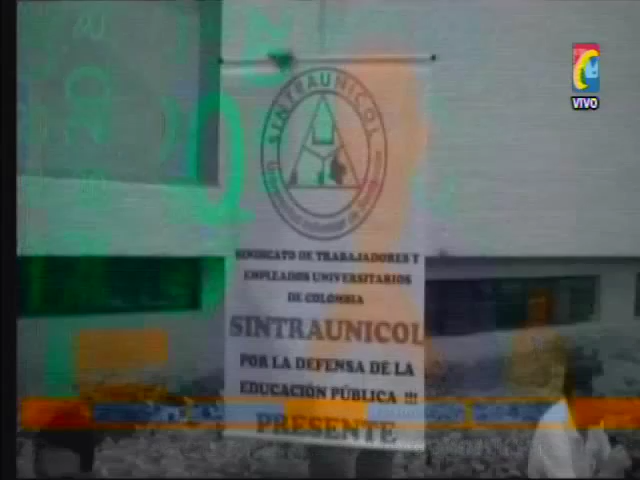 VIVO
SINTRAUNICOL
SINDICATO DE TRABAJADORES Y
EMPLEADOS UNIVERSITARIOS
DE COLOMBIA
SINTRAUNICOL
POR LA DEFENSA DE LA
EDUCACIÓN PÚBLICA !!!
PRESENTE